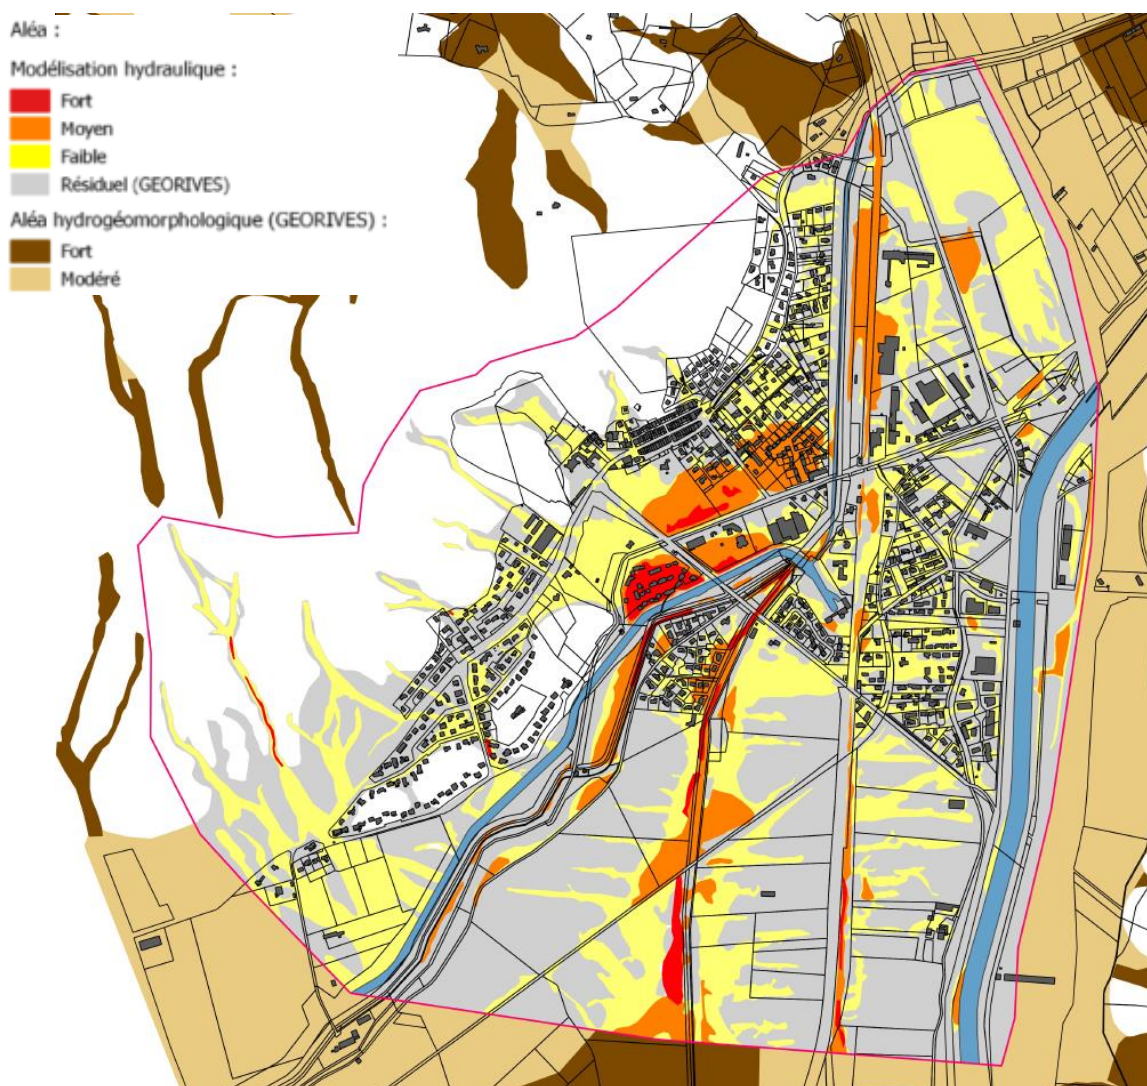 Aléa :
Modélisation hydraulique :
Fort
Moyen
Faible
Résiduel (GEORIVES)
Aléa hydrogéomorphologique (GEORIVES) :
Fort
Modéré